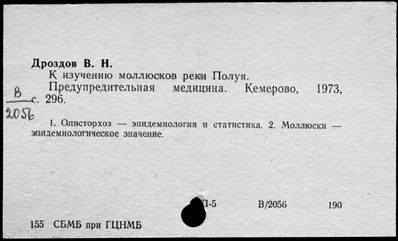 Дроздов В. Н.
К изучению моллюсков реки Полуя.
Предупредительная медицина. Кемерово, 1973,
с. 296.
В
2056
1. Описторхоз — эпидемиология и статистика. 2. Моллюски —
эпидемиологическое значение.
П-5 В/2056 190
155 СБМБ при ГЦНМБ